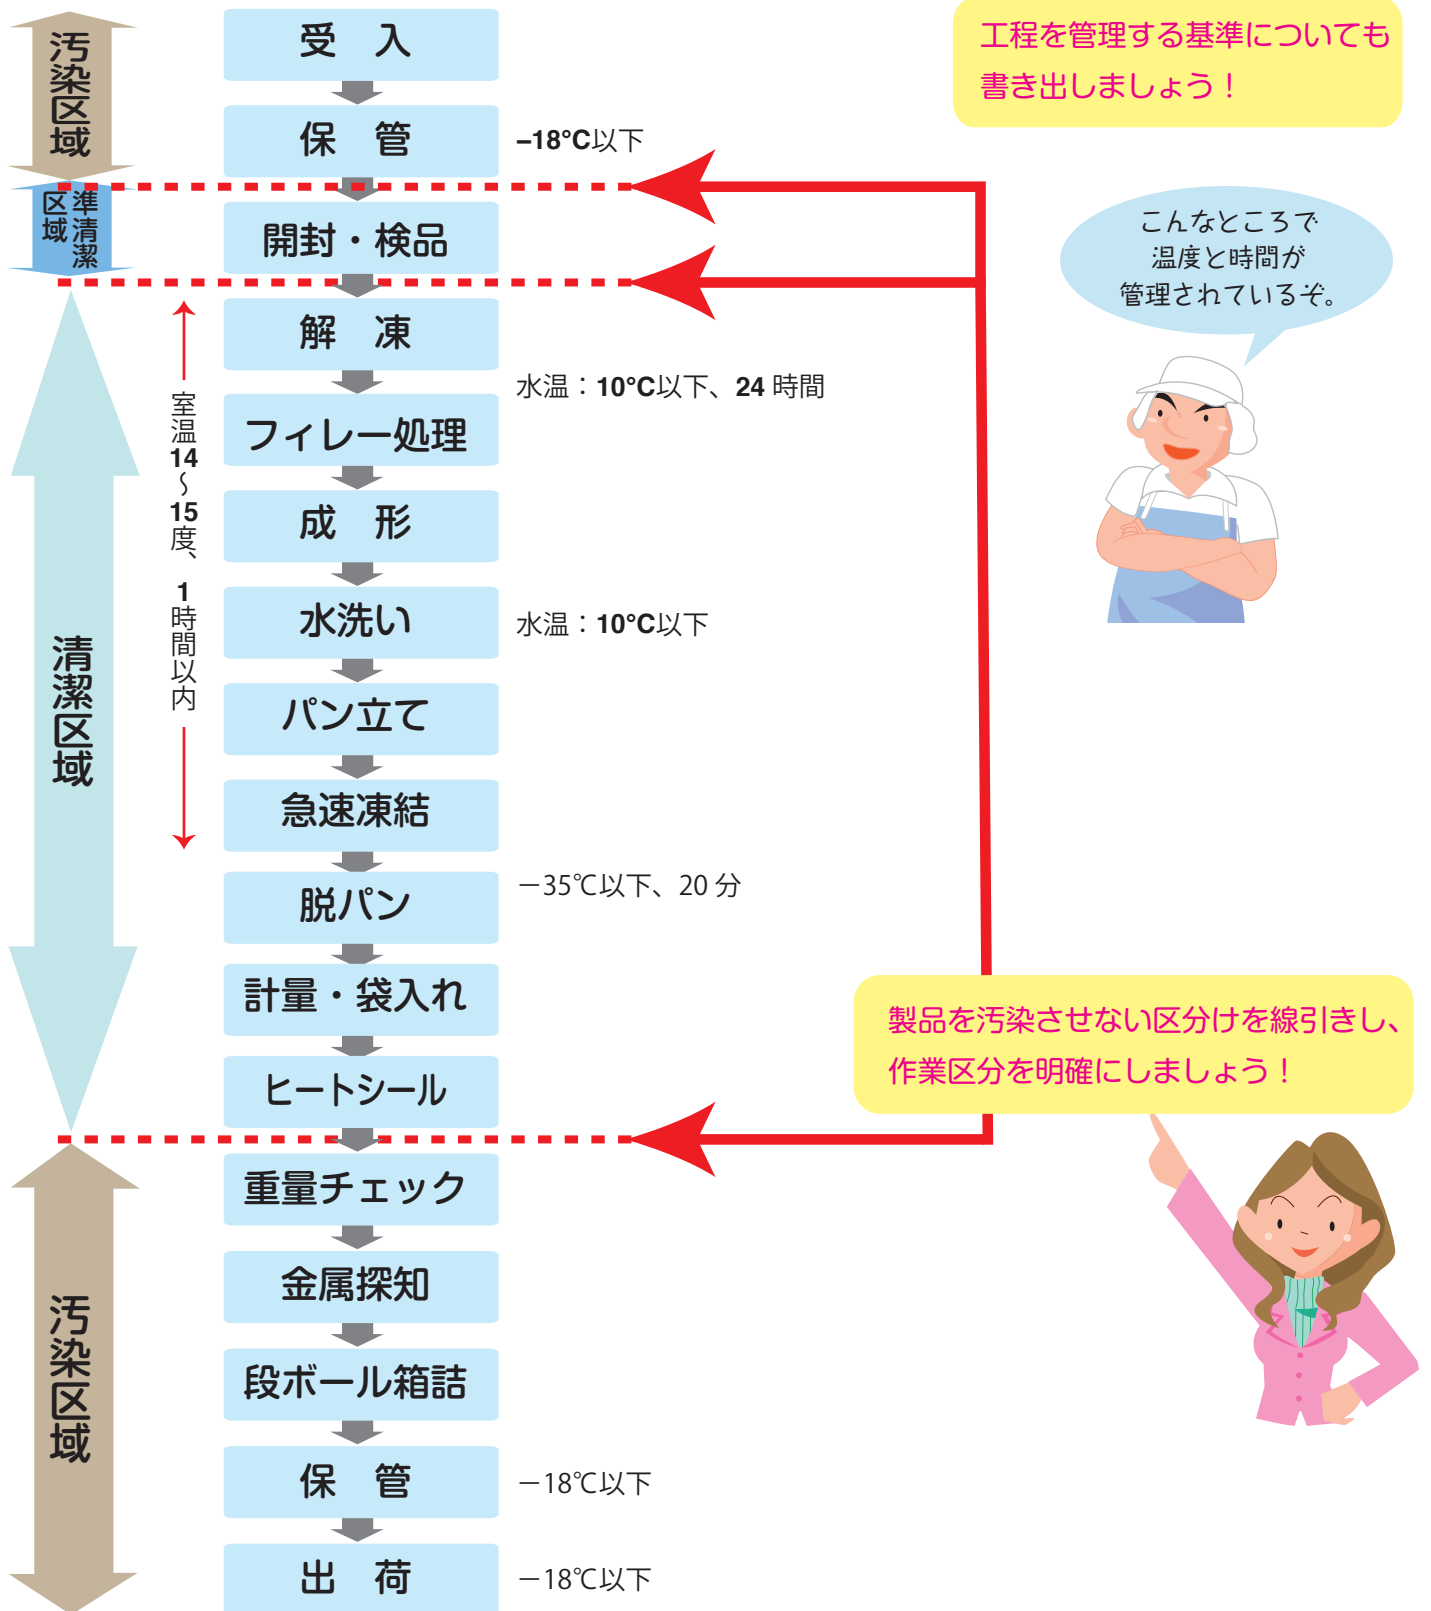 汚染区域
準清潔
区域
清潔区域
汚染区域
室温14〜15度、1時間以内
受　入
保　管
−18°C以下
開封・検品
解　凍
水温：10°C以下、24 時間
フィレー処理
成　形
水洗い
水温：10°C以下
パン立て
急速凍結
−35℃以下、20 分
脱パン
計量・袋入れ
ヒートシール
重量チェック
金属探知
段ボール箱詰
保　管
−18℃以下
出　荷
−18℃以下
工程を管理する基準についても
書き出しましょう！
こんなところで
温度と時間が
管理されているぞ。
製品を汚染させない区分けを線引きし、
作業区分を明確にしましょう！